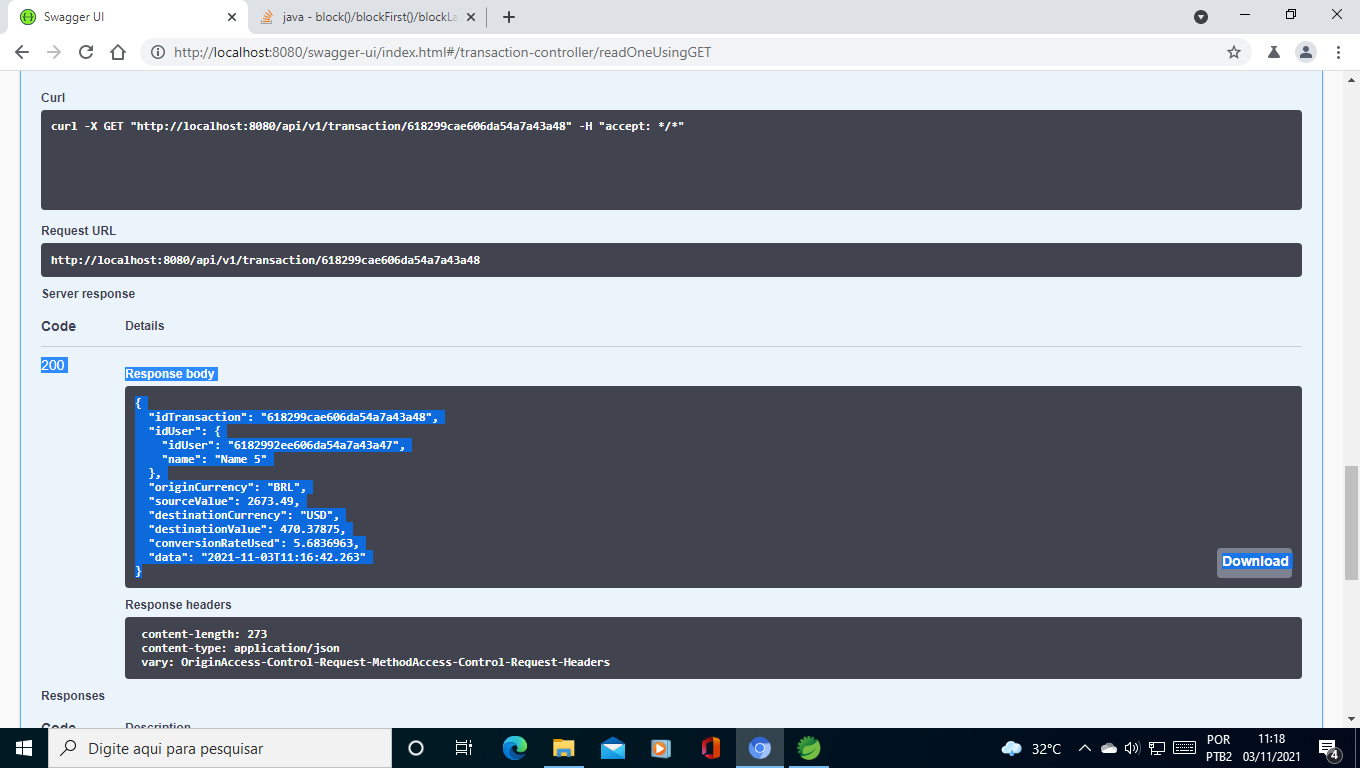 Swagger UI
java - block()/blockFirst()/blockLa
http://localhost:8080/swagger-ui/index.html#/transaction-controller/readOneUsingGET
Curl
curl -X GET "http://localhost:8080/api/v1/transaction/618299cae606da54a7a43a48" -H "accept: */*"
Request URL
http://localhost:8080/api/v1/transaction/618299cae606da54a7a43a48
Server response
Code Details
200
Response body
{
"idTransaction": "618299cae606da54a7a43a48",
"idUser": {
"idUser": "6182992ee606da54a7a43a47",
"name": "Name 5"
},
"originCurrency": "BRL",
"sourceValue": 2673.49,
"destinationCurrency": "USD",
"destinationValue": 470.37875,
"conversionRateUsed": 5.6836963,
"data": "2021-11-03T11:16:42.263"
}
Download
Response headers
content-length: 273
content-type: application/json
vary: OriginAccess-Control-Request-MethodAccess-Control-Request-Headers
Responses
Code Description
Digite aqui para pesquisar
32°C
POR
PTB2
11:18
03/11/2021
4